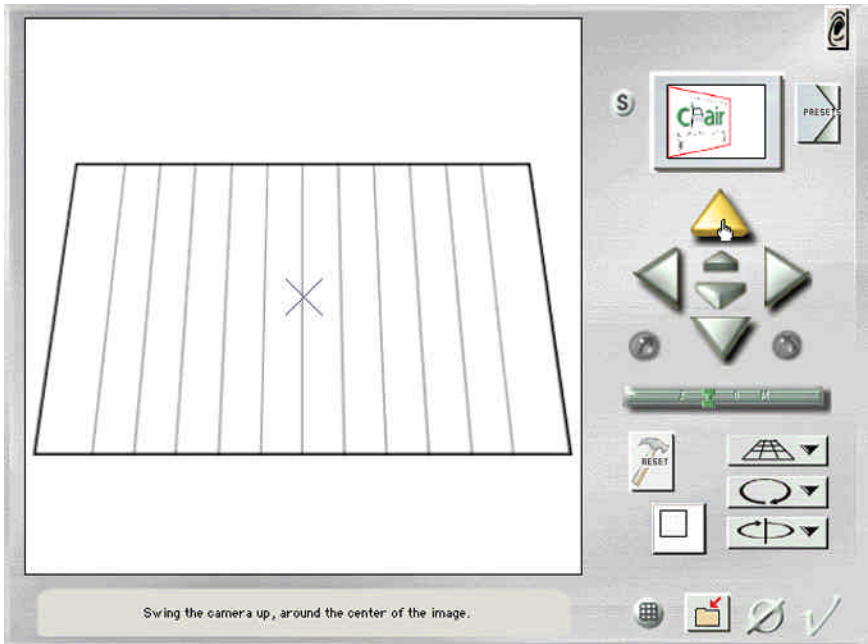 S
Chair
PRESETS
Z O O M
RESET
Swing the camera up, around the center of the image.